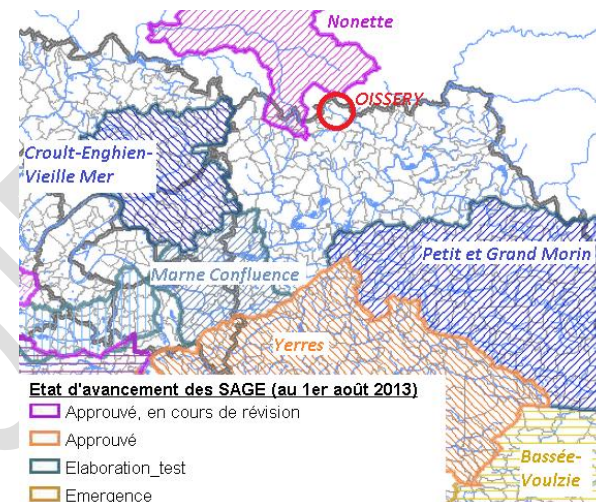 Nonette
OISSERY
Croult-Enghien-
Vieille Mer
Petit et Grand Morin
Marne Confluence
Yerres
Etat d'avancement des SAGE (au 1er août 2013)
Approuvé, en cours de révision
Approuvé
Elaboration_test
Emergence
Bassée-
Voulzie